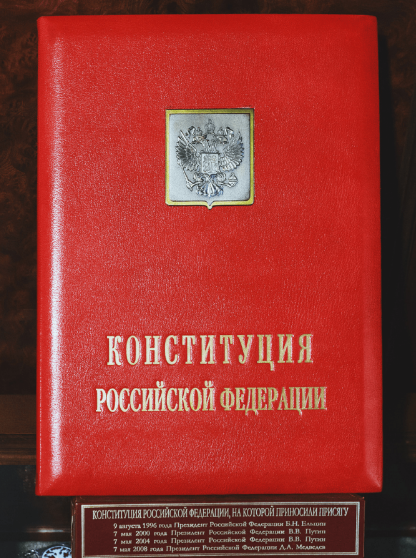 КОНСТИТУЦИЯ
РОССИЙСКОЙ ФЕДЕРАЦИИ
КОНСТИТУЦИЯ РОССИЙСКОЙ ФЕДЕРАЦИИ, НА КОТОРОЙ ПРИНОСИЛИ ПРИСЯГУ
9 августа 1996 года Президент Российской Федерации Б.Н. Ельцин
7 мая 2000 года Президент Российской Федерации В.В. Путин
7 мая 2004 года Президент Российской Федерации В.В. Путин
7 мая 2008 года Президент Российской Федерации Д.А. Медведев